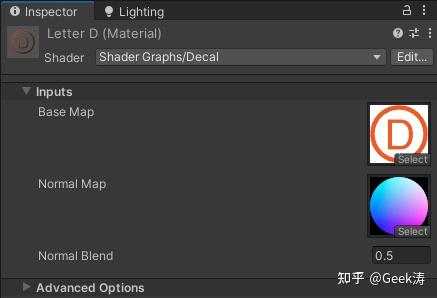 Inspector
Lighting
Letter D (Material)
Shader
Shader Graphs/Decal
Edit...
Inputs
Base Map
D
Select
Normal Map
Select
Normal Blend
0.5
知乎 @Geek涛
Advanced Options